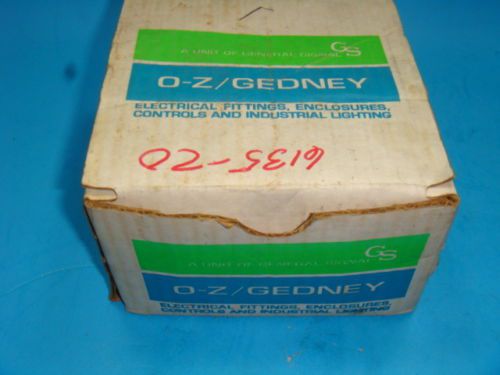 GS
A UNIT OF GENERAL SIGNAL
O-Z/GEDNEY
ELECTRICAL FITTINGS, ENCLOSURES,
CONTROLS AND INDUSTRIAL LIGHTING
6135-20
GS
A UNIT OF GENERAL SIGNAL
O-Z/GEDNEY
ELECTRICAL FITTINGS, ENCLOSURES,
CONTROLS AND INDUSTRIAL LIGHTING